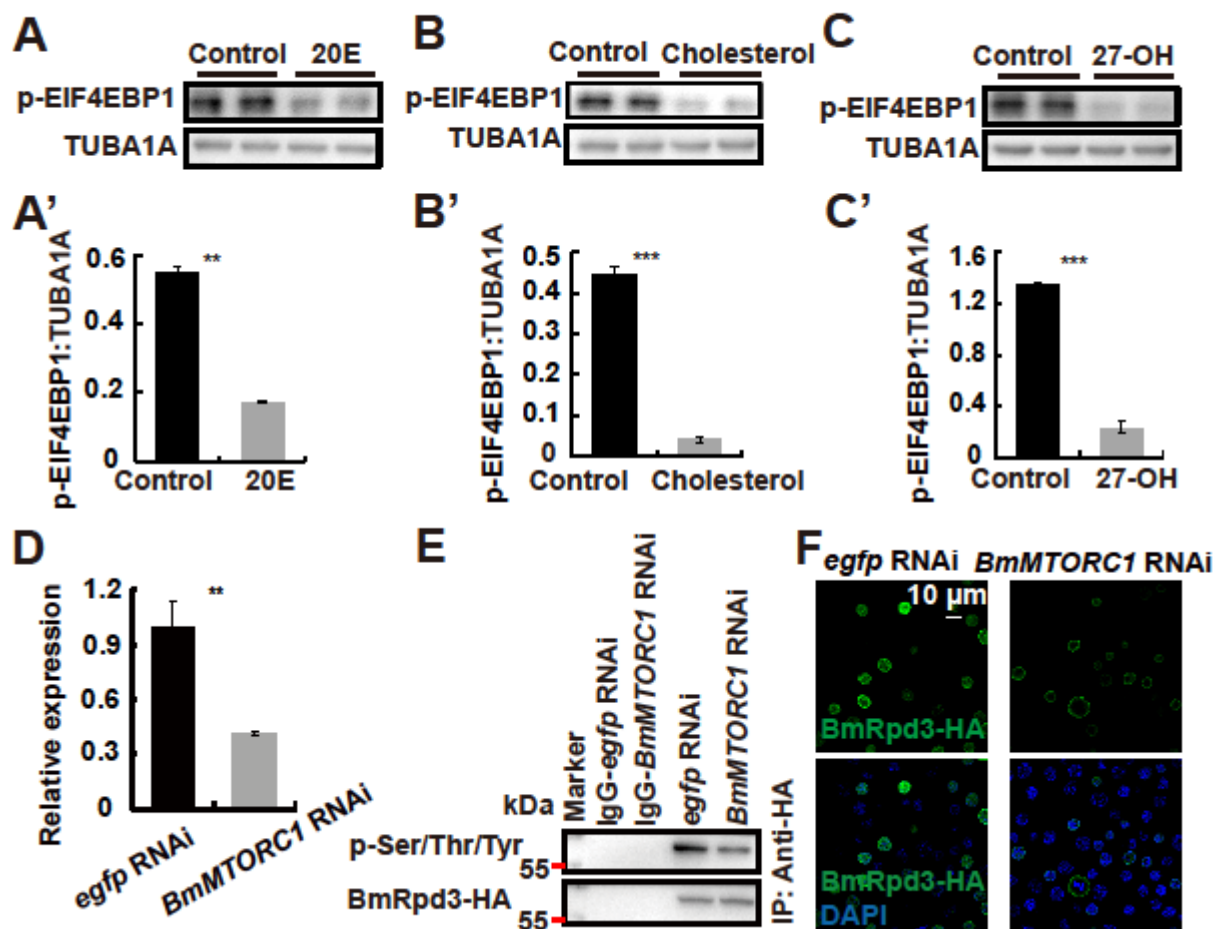 A
Control 20E
p-EIF4EBP1
TUBA1A
B
Control Cholesterol
p-EIF4EBP1
TUBA1A
C
Control 27-OH
p-EIF4EBP1
TUBA1A
A'
p-EIF4EBP1:TUBA1A
0.6
0.4
0.2
0
**
Control 20E
B'
p-EIF4EBP1:TUBA1A
0.5
0.4
0.3
0.2
0.1
0
***
Control Cholesterol
C'
p-EIF4EBP1:TUBA1A
1.6
1.2
0.8
0.4
0
***
Control 27-OH
D
Relative expression
1.2
0.9
0.6
0.3
0
**
egfp RNAi
BmMTORC1 RNAi
E
kDa
Marker
IgG-egfp RNAi
IgG-BmMTORC1 RNAi
egfp RNAi
BmMTORC1 RNAi
p-Ser/Thr/Tyr
55
BmRpd3-HA
55
IP: Anti-HA
F
egfp RNAi BmMTORC1 RNAi
10 µm
BmRpd3-HA
BmRpd3-HA
DAPI